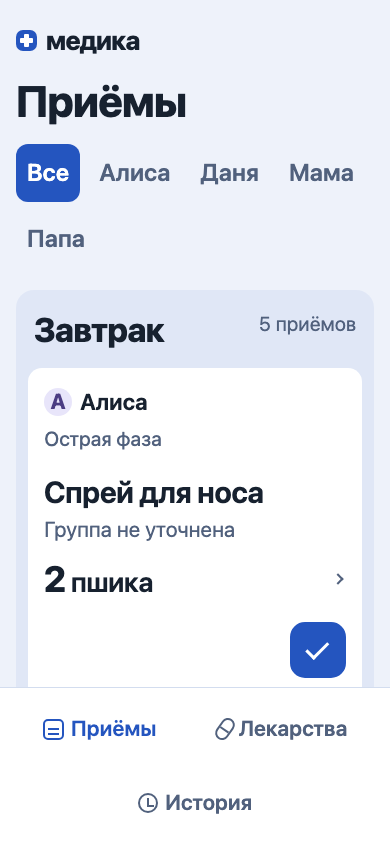 медика
Приёмы
Все Алиса Даня Мама
Папа
Завтрак 5 приёмов
А Алиса
Острая фаза
Спрей для носа
Группа не уточнена
2 пшика
Приёмы Лекарства
История